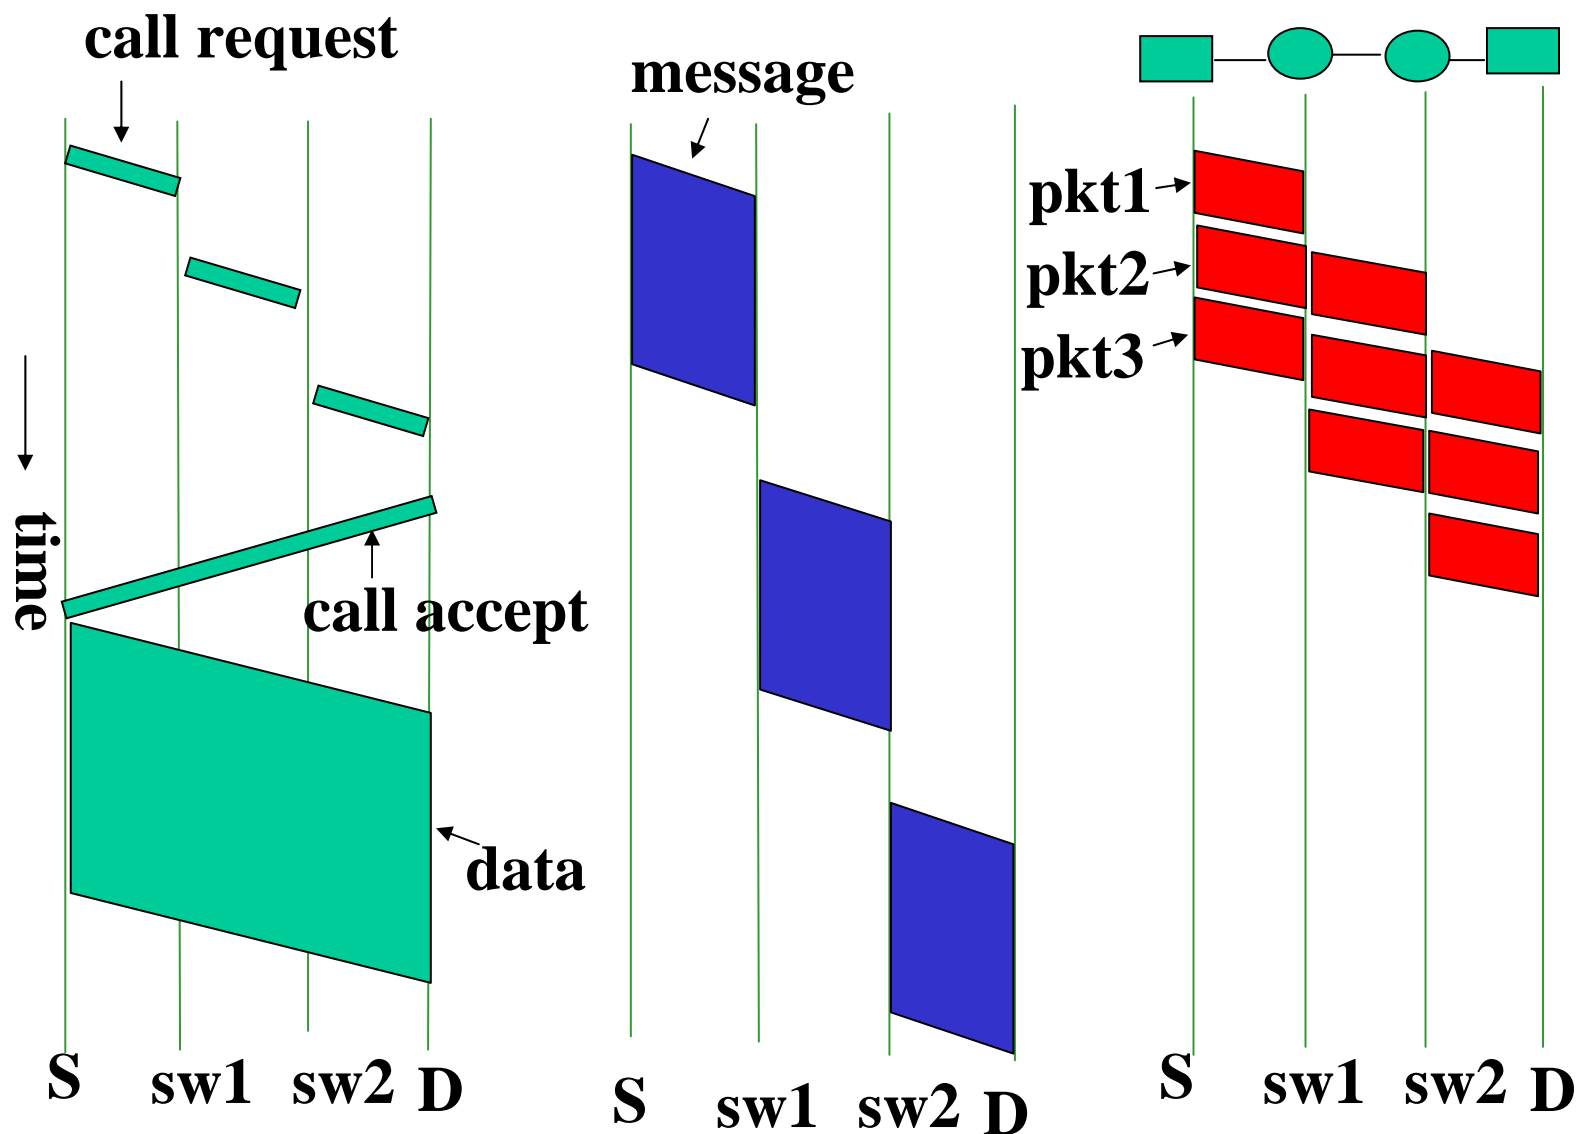 call request
time
call accept
data
S
sw1
sw2
D
message
S
sw1
sw2
D
pkt1
pkt2
pkt3
S
sw1
sw2
D